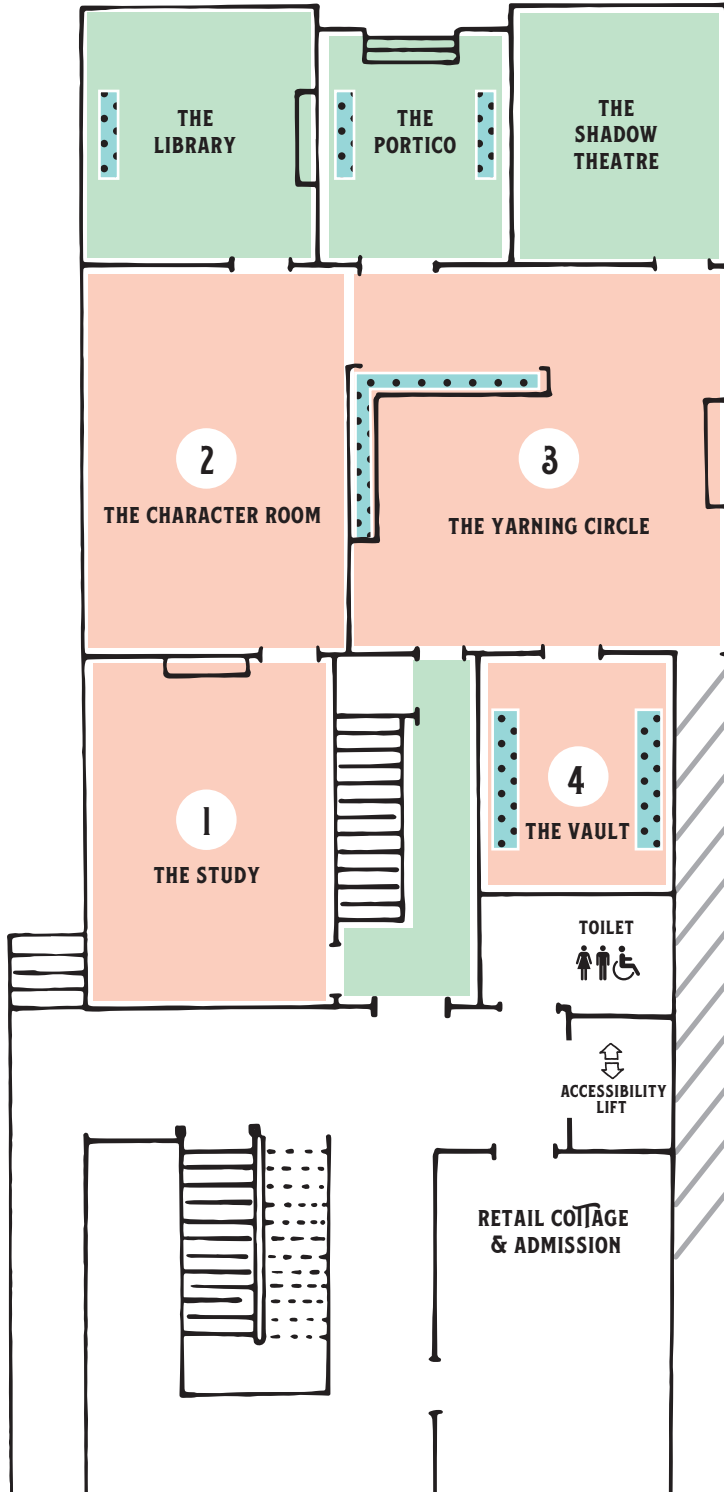 THE
LIBRARY
THE
PORTICO
THE
SHADOW
THEATRE
2
THE CHARACTER ROOM
3
THE YARNING CIRCLE
1
THE STUDY
4
THE VAULT
TOILET
ACCESSIBILITY
LIFT
RETAIL COTTAGE
& ADMISSION